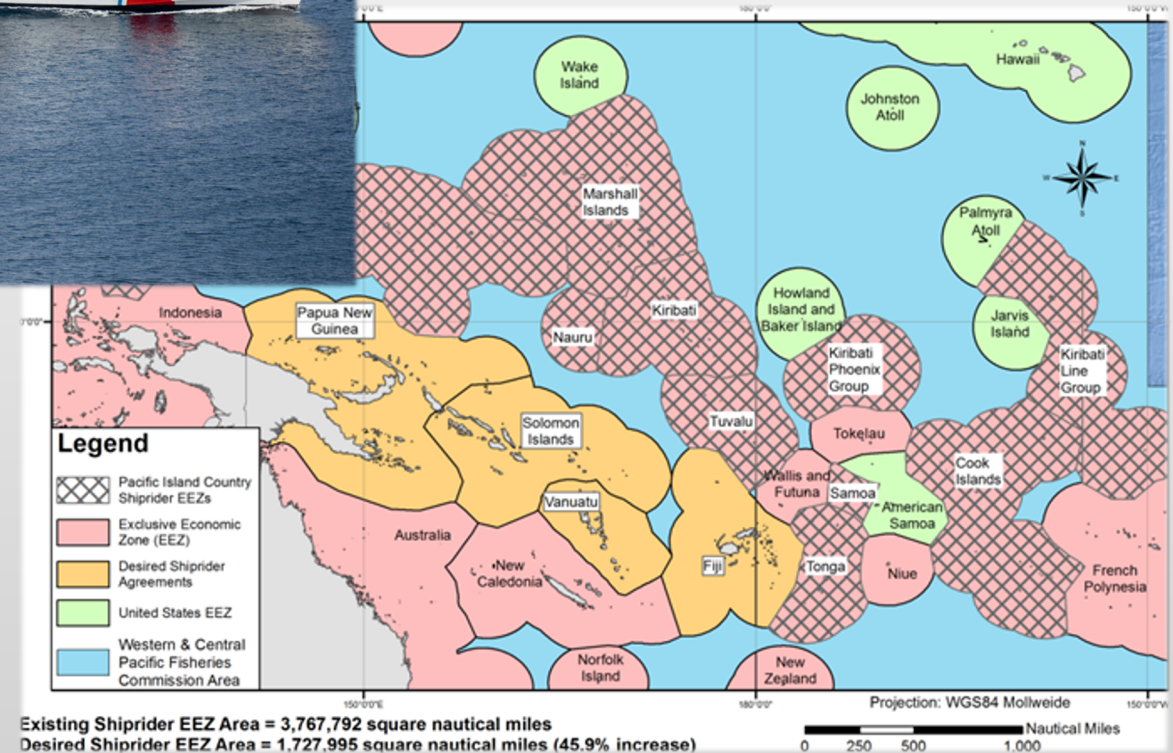 180°0'0"
Wake
Island
Hawaii
Johnston
Atoll
N
W
E
S
Marshall
Islands
Palmyra
Atoll
Howland
Island and
Baker Island
Indonesia
Papua New
Guinea
Kiribati
Nauru
Jarvis
Island
Kiribati
Phoenix
Group
Kiribati
Line
Group
Tuvalu
Solomon
Islands
Tokelau
Legend
Cook
Islands
Wallis and
Futuna
Samoa
Pacific Island Country
Shiprider EEZs
Vanuatu
American
Samoa
Exclusive Economic
Zone (EEZ)
Australia
New
Caledonia
Fiji
Tonga
Niue
French
Polynesia
Desired Shiprider
Agreements
United States EEZ
Western & Central
Pacific Fisheries
Commission Area
Norfolk
Island
New
Zealand
150°0'0"E
180°0'0"
150°0'0"W
Projection: WGS84 Mollweide
Existing Shiprider EEZ Area = 3,767,792 square nautical miles
Desired Shiprider EEZ Area = 1,727,995 square nautical miles (45.9% increase)
Nautical Miles
0 250 500 1,000